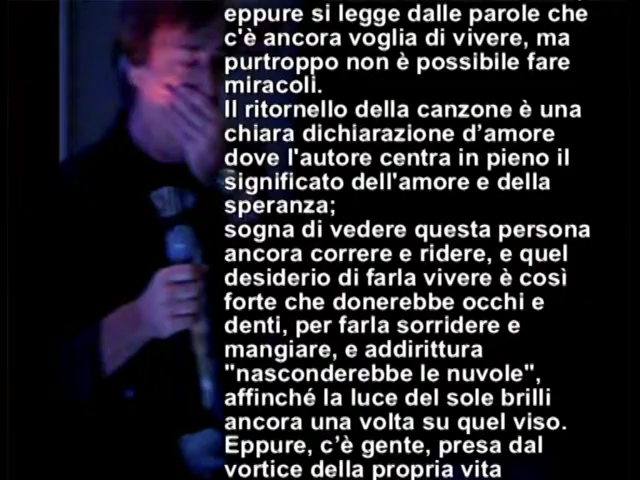 eppure si legge dalle parole che
c'è ancora voglia di vivere, ma
purtroppo non è possibile fare
miracoli.
Il ritornello della canzone è una
chiara dichiarazione d’amore
dove l'autore centra in pieno il
significato dell'amore e della
speranza;
sogna di vedere questa persona
ancora correre e ridere, e quel
desiderio di farla vivere è così
forte che donerebbe occhi e
denti, per farla sorridere e
mangiare, e addirittura
"nasconderebbe le nuvole",
affinché la luce del sole brilli
ancora una volta su quel viso.
Eppure, c’è gente, presa dal
vortice della propria vita